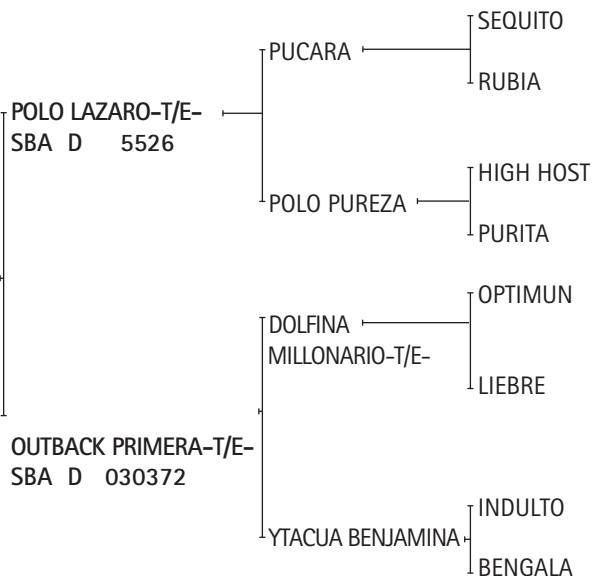 SEQUITO
PUCARA
RUBIA
POLO LAZARO-T/E-
SBA D 5526
HIGH HOST
POLO PUREZA
PURITA
OPTIMUN
DOLFINA
MILLONARIO-T/E-
LIEBRE
OUTBACK PRIMERA-T/E-
SBA D 030372
INDULTO
YTACUA BENJAMINA
BENGALA